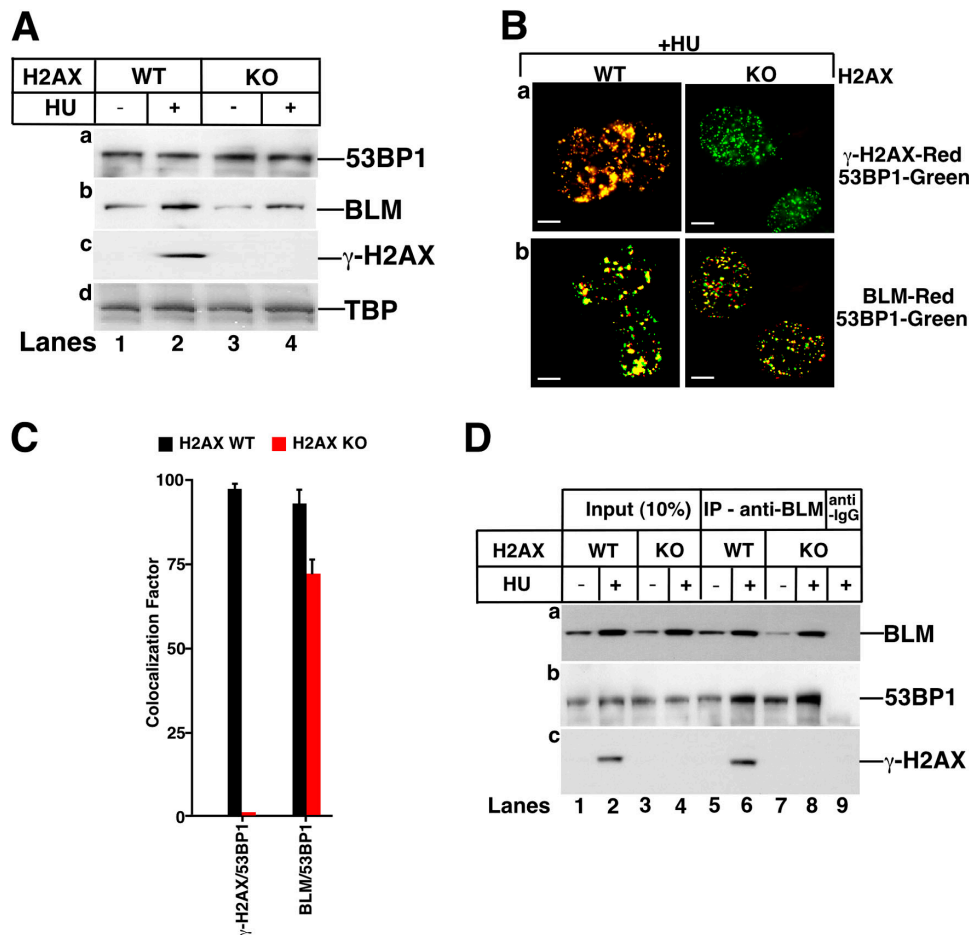 A
H2AX WT KO
HU - + - +
a
53BP1
b
BLM
c
γ-H2AX
d
TBP
Lanes 1 2 3 4
B
+HU
WT KO H2AX
a
γ-H2AX-Red
53BP1-Green
b
BLM-Red
53BP1-Green
C
H2AX WT H2AX KO
Colocalization Factor
100
75
50
25
0
γ-H2AX/53BP1
BLM/53BP1
D
Input (10%) IP - anti-BLM anti
-IgG
H2AX WT KO WT KO
HU - + - + - + - + +
a
BLM
b
53BP1
c
γ-H2AX
Lanes 1 2 3 4 5 6 7 8 9